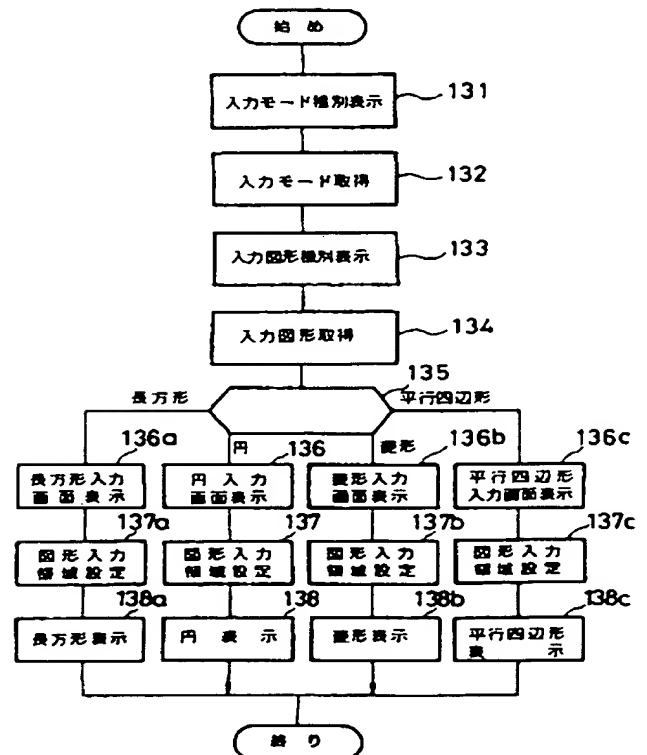 始め
入力モード種別表示
131
入力モード取得
132
入力図形種別表示
133
入力図形取得
134
135
長方形
平行四辺形
円
菱形
136a
136
136b
136c
長方形入力
画面表示
円入力
画面表示
菱形入力
画面表示
平行四辺形
入力画面表示
137a
137
137b
137c
図形入力
領域設定
図形入力
領域設定
図形入力
領域設定
図形入力
領域設定
138a
138
138b
138c
長方形表示
円表示
菱形表示
平行四辺形
表示
終り